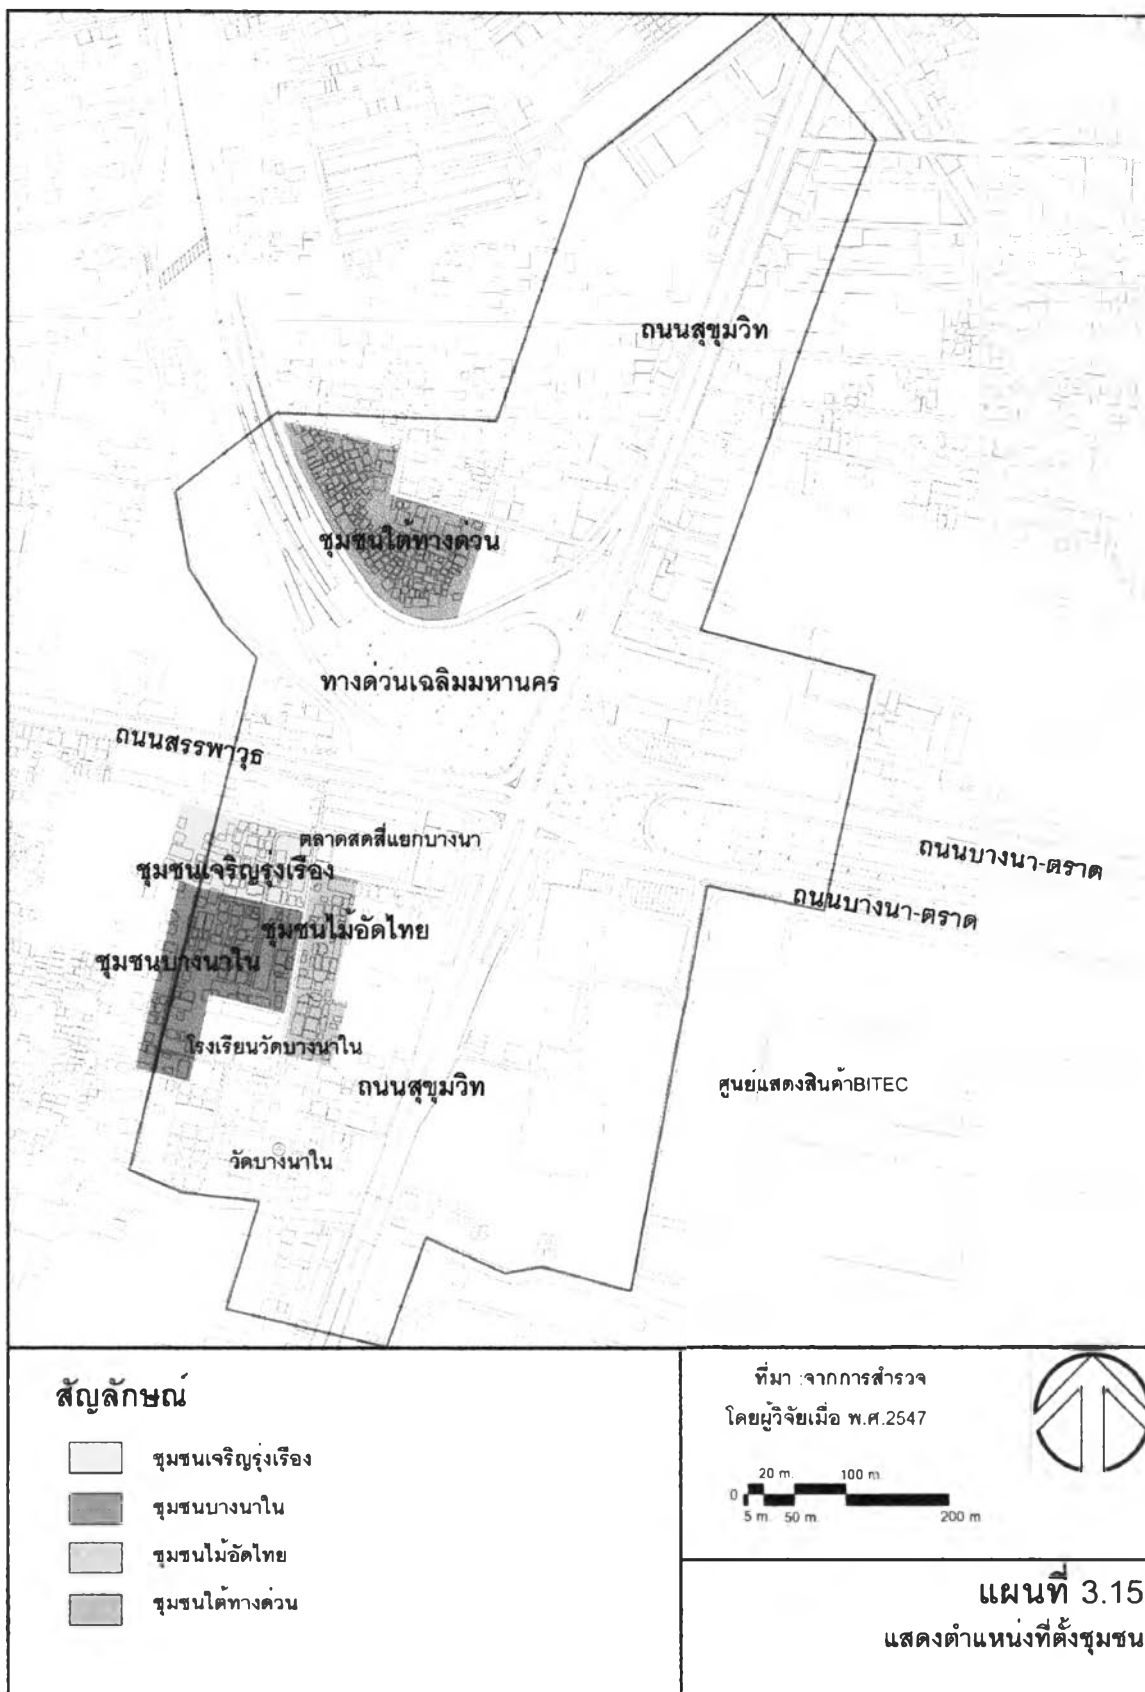 ถนนสุขุมวิท
ชุมชนใต้ทางด่วน
ทางด่วนเฉลิมมหานคร
ถนนสรรพาวุธ
ตลาดสดสี่แยกบางนา
ถนนบางนา-ตราด
ชุมชนเจริญรุ่งเรือง
ถนนบางนา-ตราด
ชุมชนไม้อัดไทย
ชุมชนบางนาใน
โรงเรียนวัดบางนาใน
ถนนสุขุมวิท
ศูนย์แสดงสินค้าBITEC
วัดบางนาใน
สัญลักษณ์
ชุมชนเจริญรุ่งเรือง
ชุมชนบางนาใน
ชุมชนไม้อัดไทย
ชุมชนใต้ทางด่วน
ที่มา :จากการสำรวจ
โดยผู้วิจัยเมื่อ พ.ศ.2547
20 m. 100 m.
0
5 m. 50 m. 200 m.
แผนที่ 3.15
แสดงตำแหน่งที่ตั้งชุมชน